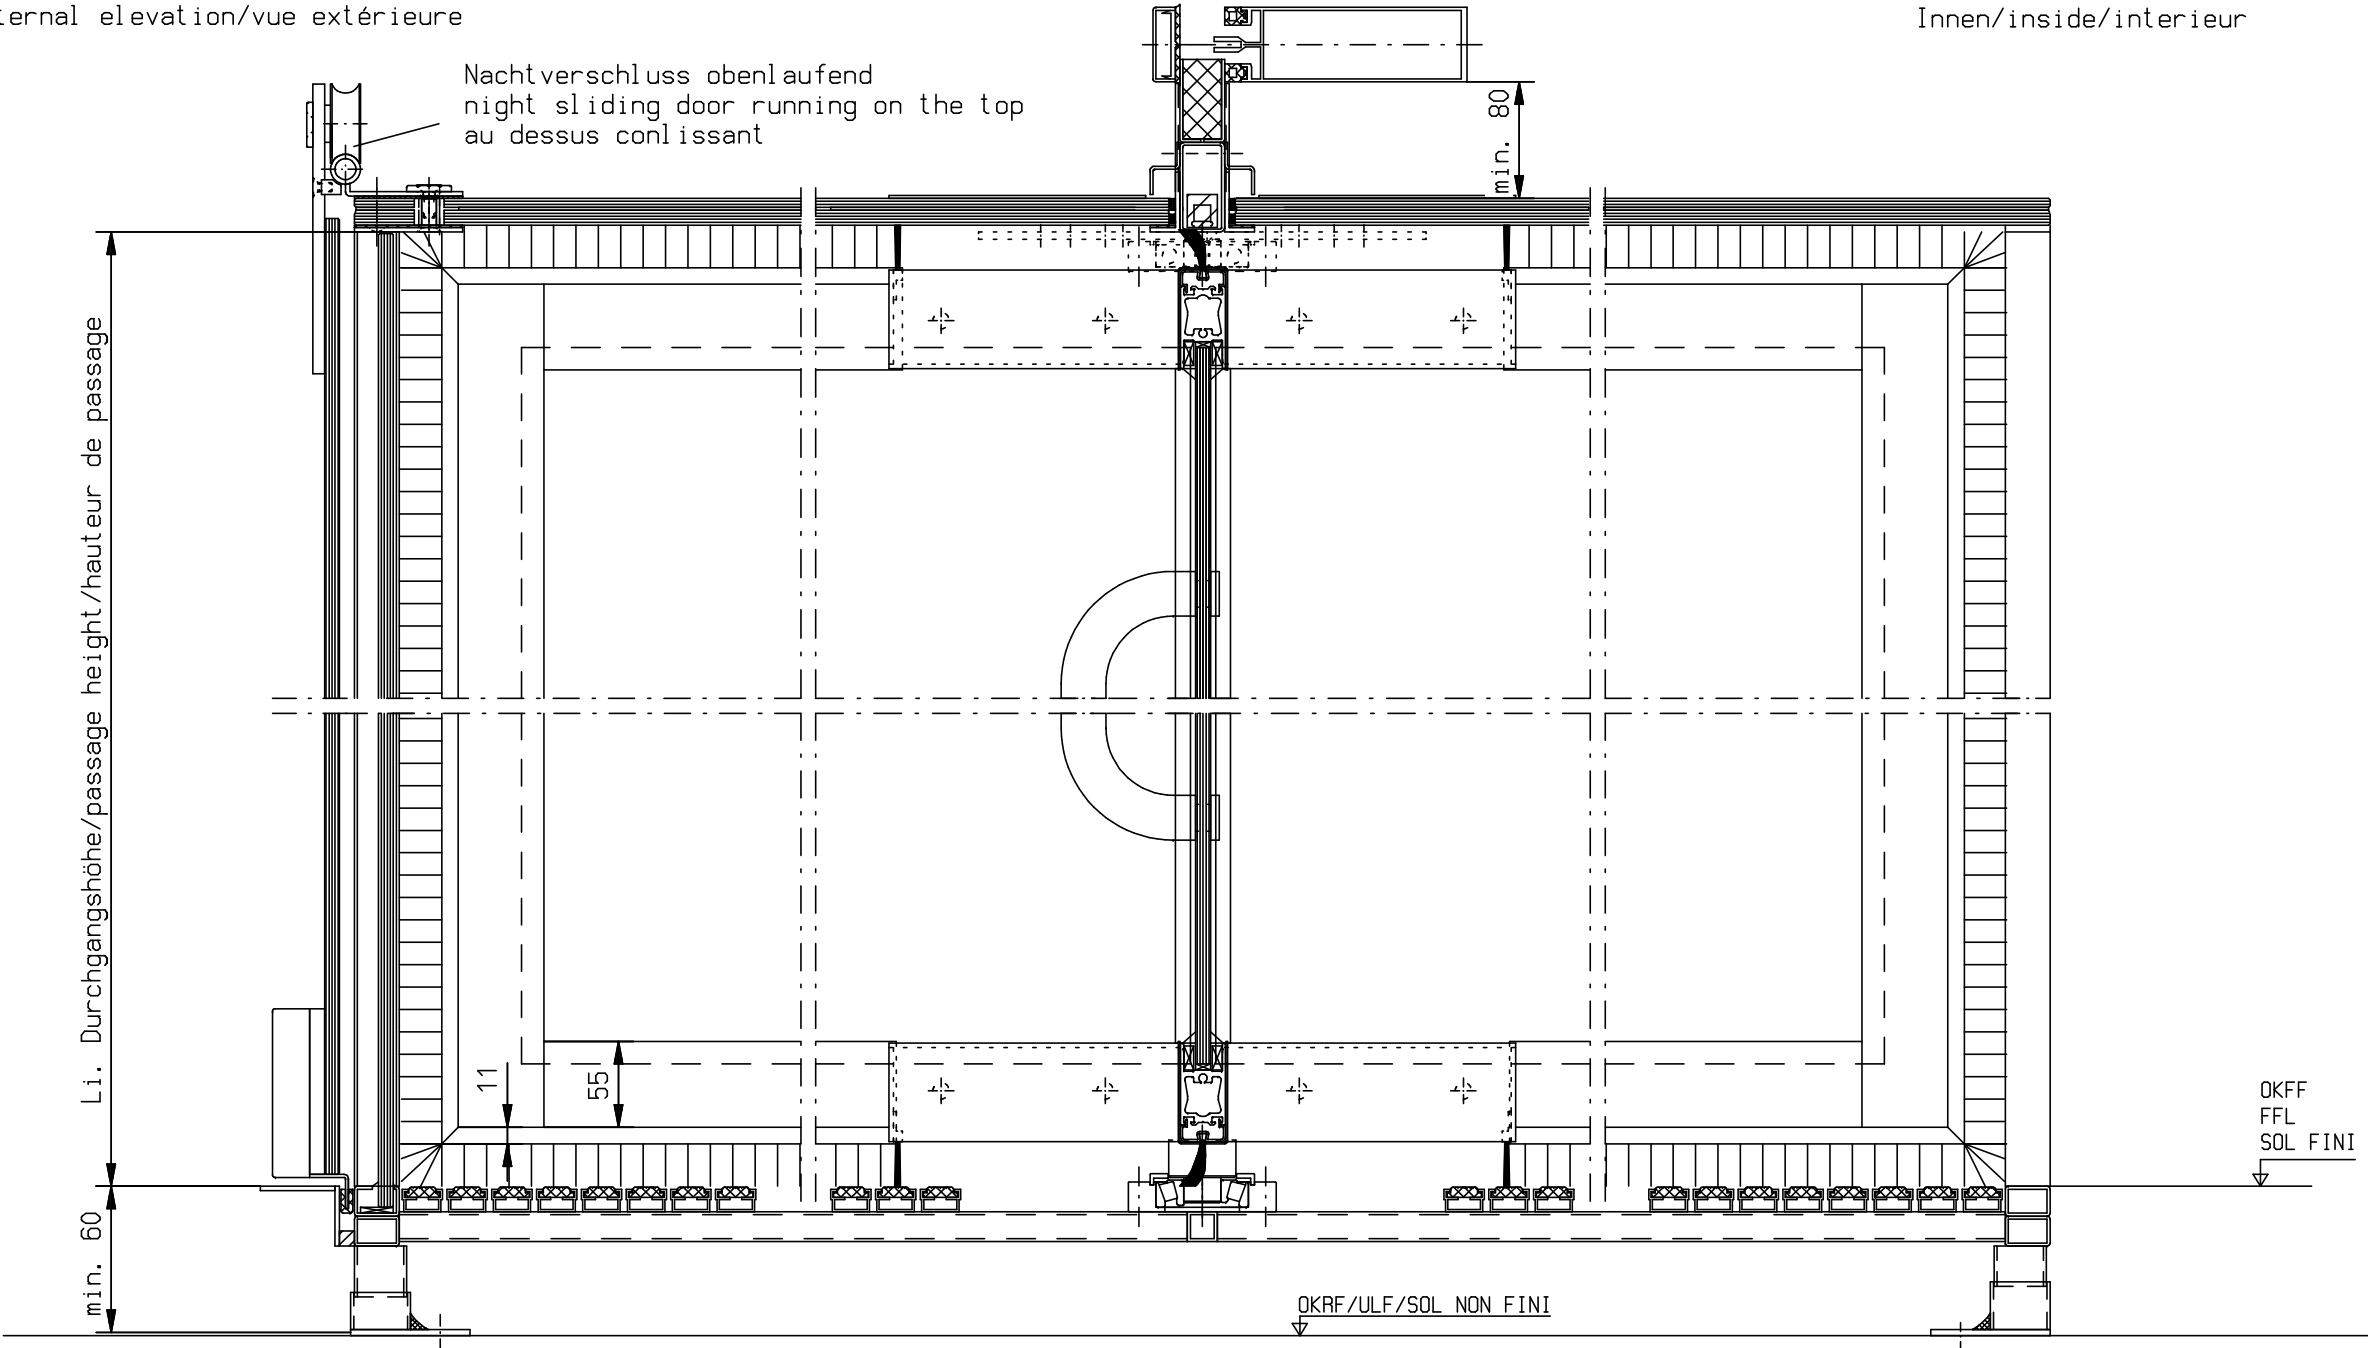 ternal elevation/vue extérieure
Innen/inside/interieur
Nachtverschluss obenlaufend
night sliding door running on the top
au dessus conlissant
min. 80
Li. Durchgangshöhe/passage height/hauteur de passage
11
55
OKFF
FFL
SOL FINI
min. 60
OKRF/ULF/SOL NON FINI